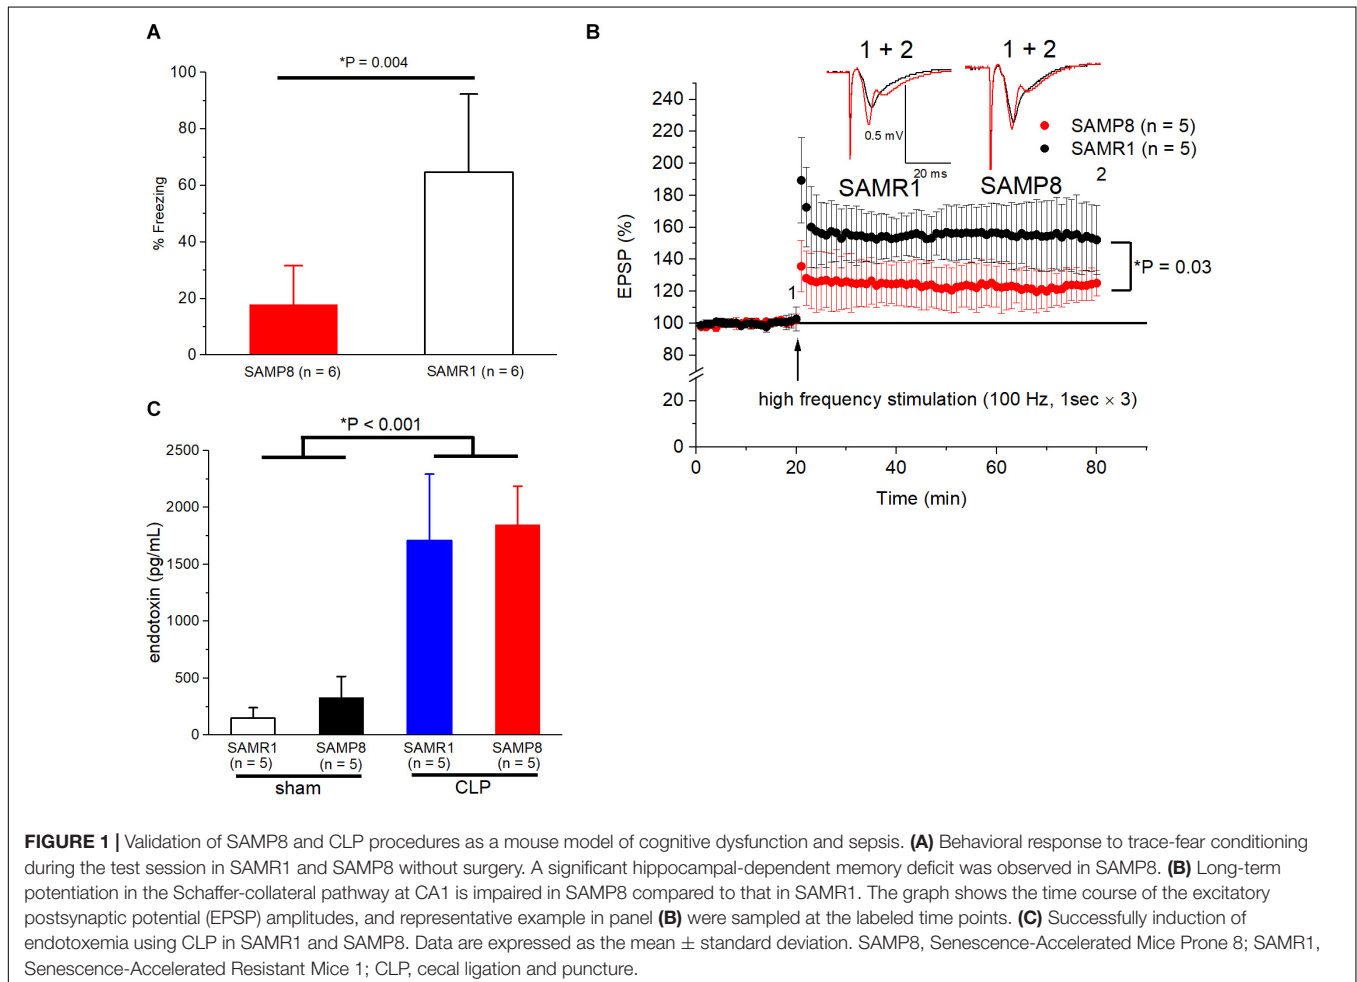 A
*P = 0.004
100
80
60
40
20
0
% Freezing
SAMP8 (n = 6)
SAMR1 (n = 6)
B
1 + 2
1 + 2
0.5 mV
20 ms
SAMR1
SAMP8
SAMP8 (n = 5)
SAMR1 (n = 5)
2
240
220
200
180
160
140
120
100
80
20
0
EPSP (%)
1
*P = 0.03
high frequency stimulation (100 Hz, 1sec × 3)
0
20
40
60
80
Time (min)
C
*P < 0.001
2500
2000
1500
1000
500
0
endotoxin (pg/mL)
SAMR1
(n = 5)
SAMP8
(n = 5)
SAMR1
(n = 5)
SAMP8
(n = 5)
sham
CLP
FIGURE 1 | Validation of SAMP8 and CLP procedures as a mouse model of cognitive dysfunction and sepsis. (A) Behavioral response to trace-fear conditioning
during the test session in SAMR1 and SAMP8 without surgery. A significant hippocampal-dependent memory deficit was observed in SAMP8. (B) Long-term
potentiation in the Schaffer-collateral pathway at CA1 is impaired in SAMP8 compared to that in SAMR1. The graph shows the time course of the excitatory
postsynaptic potential (EPSP) amplitudes, and representative example in panel (B) were sampled at the labeled time points. (C) Successfully induction of
endotoxemia using CLP in SAMR1 and SAMP8. Data are expressed as the mean ± standard deviation. SAMP8, Senescence-Accelerated Mice Prone 8; SAMR1,
Senescence-Accelerated Resistant Mice 1; CLP, cecal ligation and puncture.